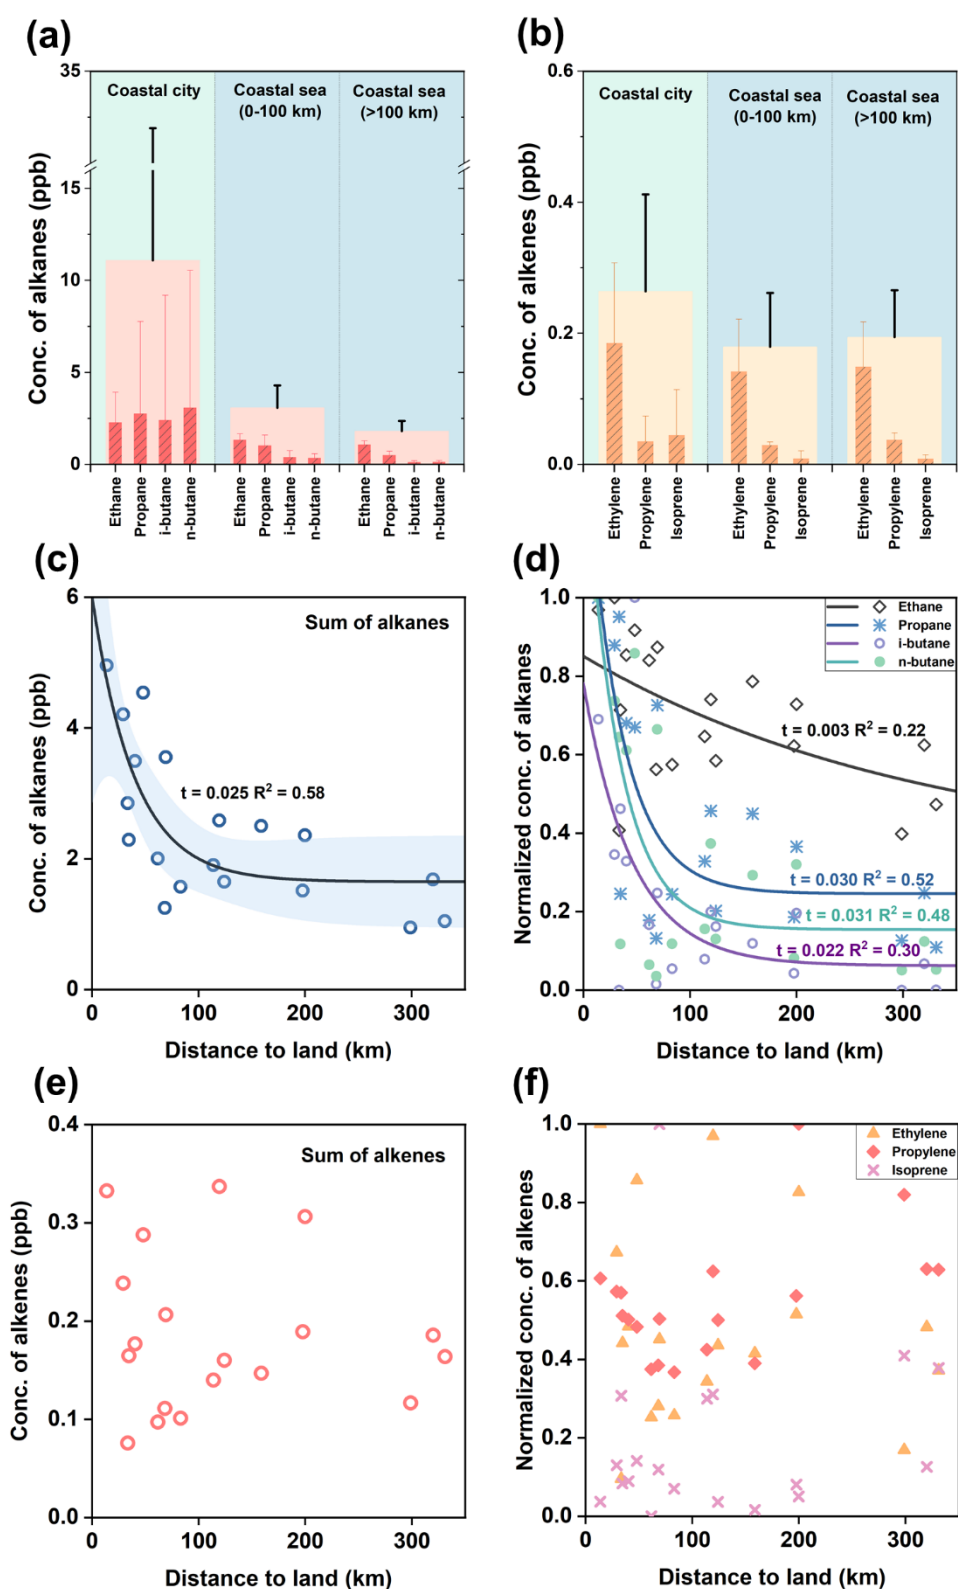 (a)
Conc. of alkanes (ppb)
35
15
10
5
0
Coastal city
Coastal sea
(0-100 km)
Coastal sea
(>100 km)
Ethane
Propane
i-butane
n-butane
Ethane
Propane
i-butane
n-butane
Ethane
Propane
i-butane
n-butane
(b)
Conc. of alkenes (ppb)
0.6
0.4
0.2
0.0
Coastal city
Coastal sea
(0-100 km)
Coastal sea
(>100 km)
Ethylene
Propylene
Isoprene
Ethylene
Propylene
Isoprene
Ethylene
Propylene
Isoprene
(c)
Conc. of alkanes (ppb)
6
4
2
0
Sum of alkanes
t = 0.025 R² = 0.58
0
100
200
300
Distance to land (km)
(d)
Normalized conc. of alkanes
1.0
0.8
0.6
0.4
0.2
0.0
Ethane
Propane
i-butane
n-butane
t = 0.003 R² = 0.22
t = 0.030 R² = 0.52
t = 0.031 R² = 0.48
t = 0.022 R² = 0.30
0
100
200
300
Distance to land (km)
(e)
Conc. of alkenes (ppb)
0.4
0.3
0.2
0.1
0.0
Sum of alkenes
0
100
200
300
Distance to land (km)
(f)
Normalized conc. of alkenes
1.0
0.8
0.6
0.4
0.2
0.0
Ethylene
Propylene
Isoprene
0
100
200
300
Distance to land (km)